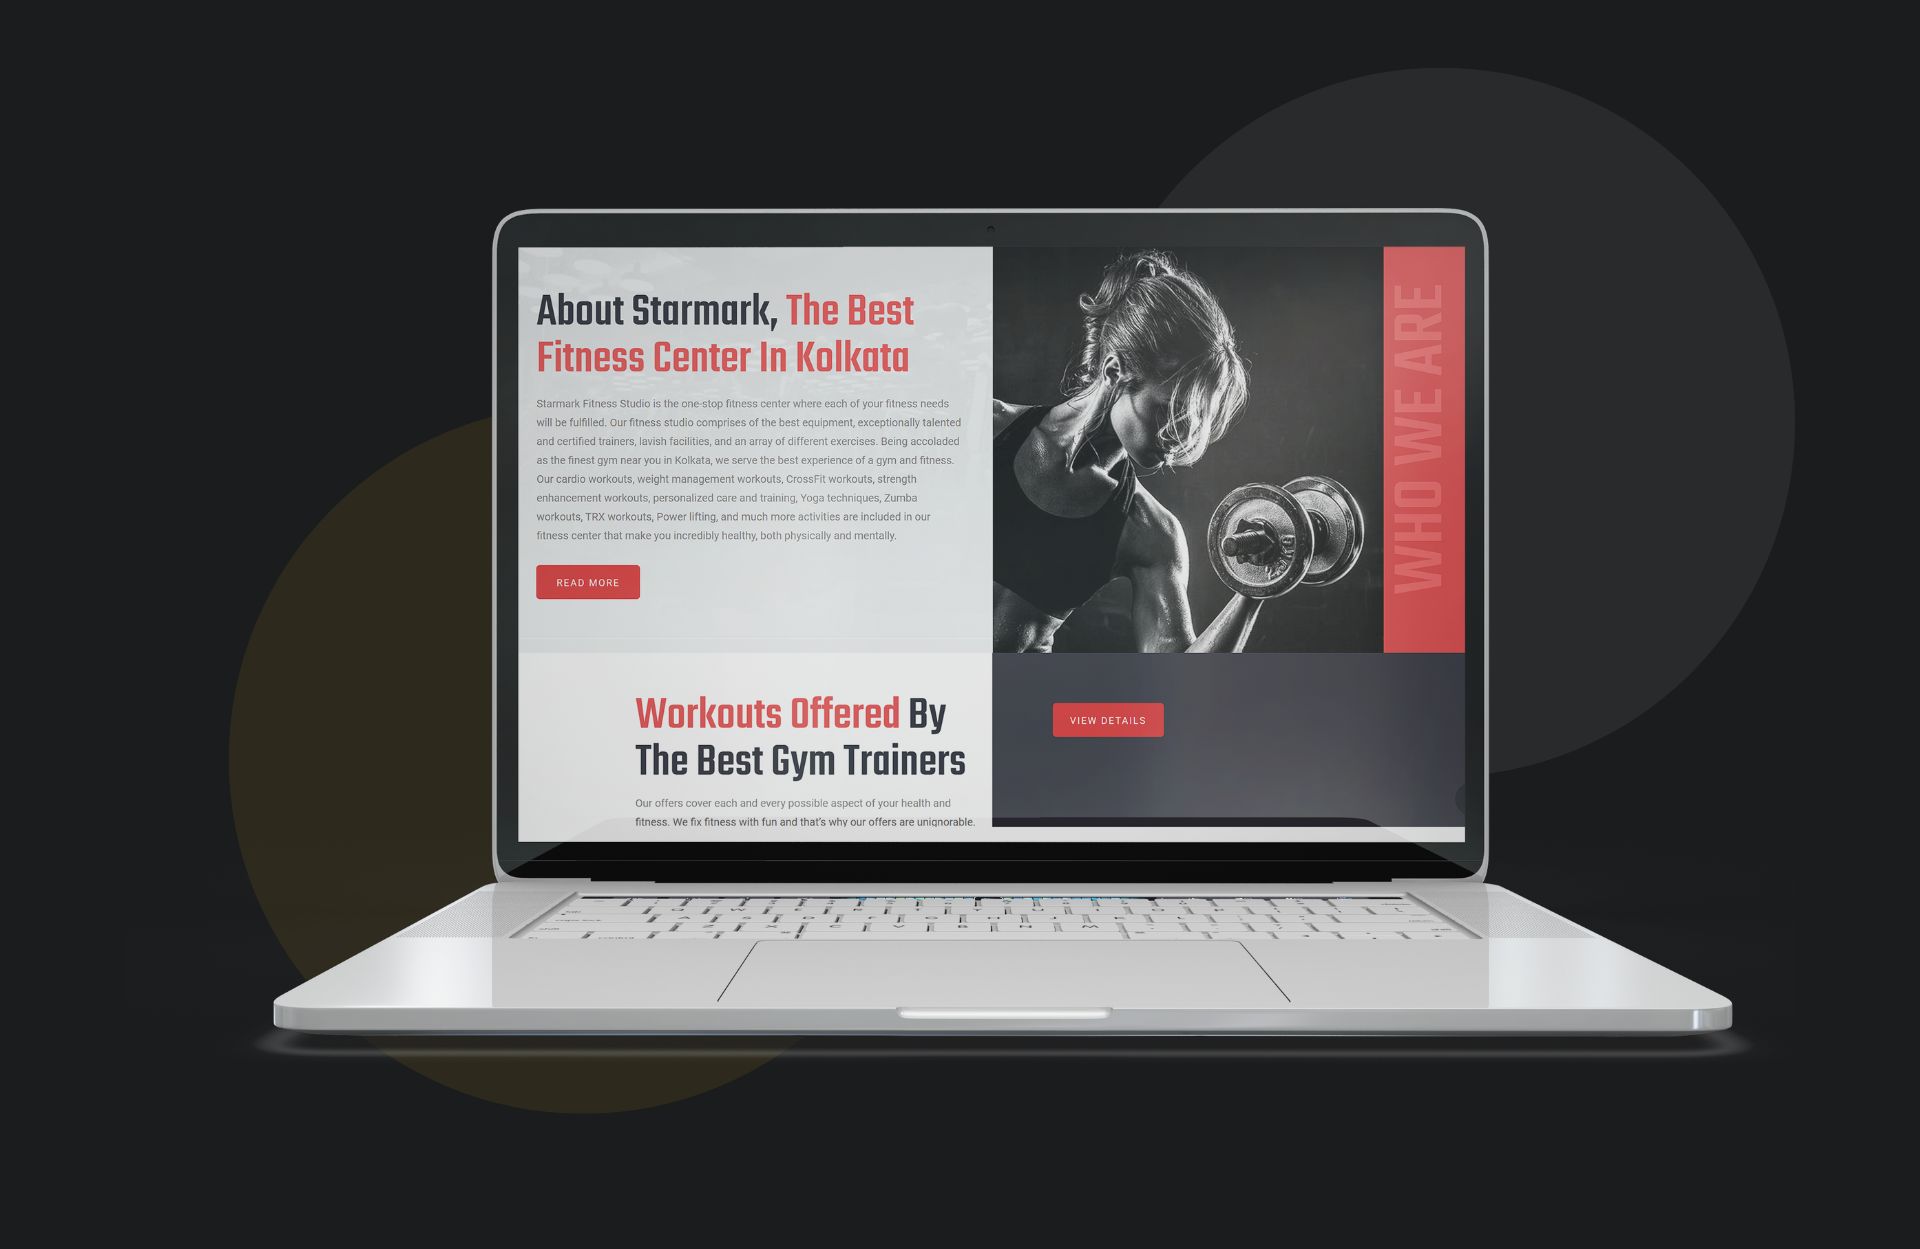 About Starmark, The Best
Fitness Center In Kolkata
Starmark Fitness Studio is the one-stop fitness center where each of your fitness needs
will be fulfilled. Our fitness studio comprises of the best equipment, exceptionally talented
and certified trainers, lavish facilities, and an array of different exercises. Being accoladed
as the finest gym near you in Kolkata, we serve the best experience of a gym and fitness.
Our cardio workouts, weight management workouts, CrossFit workouts, strength
enhancement workouts, personalized care and training, Yoga techniques, Zumba
workouts, TRX workouts, Power lifting, and much more activities are included in our
fitness center that make you incredibly healthy, both physically and mentally.
READ MORE
WHO WE ARE
Workouts Offered By
The Best Gym Trainers
Our offers cover each and every possible aspect of your health and
fitness. We fix fitness with fun and that's why our offers are unignorable.
VIEW DETAILS